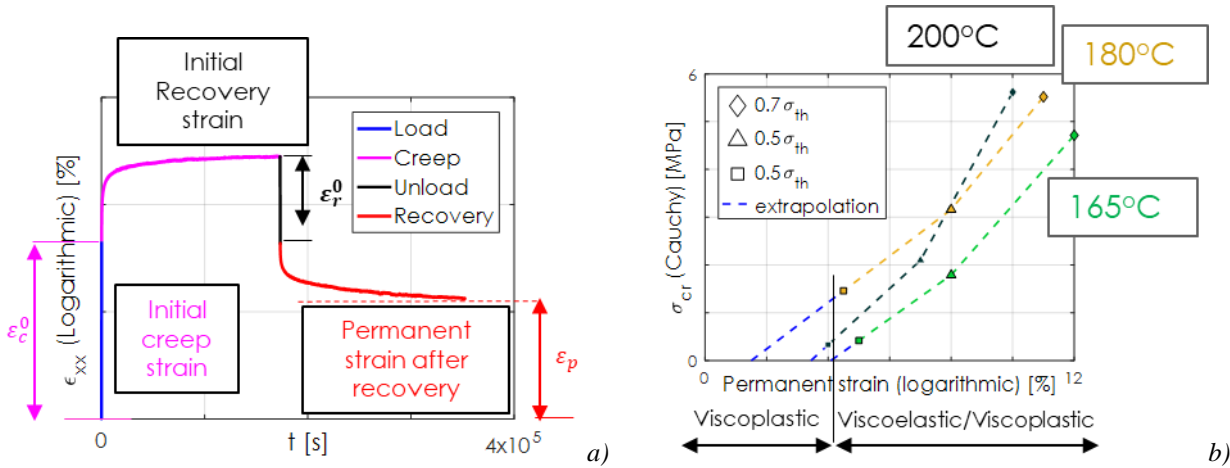 Initial
Recovery
strain
Load
Creep
Unload
Recovery
ε_r^0
ε_c^0
ϵ_xx (Logarithmic) [%]
Initial
creep
strain
Permanent
strain after
recovery
ε_p
0
t [s]
4x10^5
a)
200°C
180°C
165°C
6
0.7 σ_th
0.5 σ_th
0.5 σ_th
extrapolation
σ_cr (Cauchy) [MPa]
0
0
12
Permanent strain (logarithmic) [%]
Viscoplastic
Viscoelastic/Viscoplastic
b)